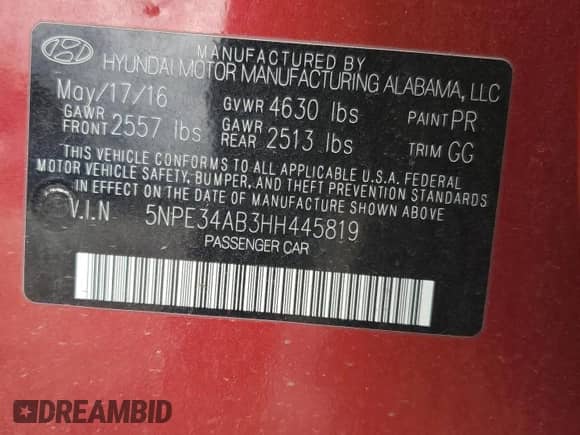 MANUFACTURED BY
HYUNDAI MOTOR MANUFACTURING ALABAMA, LLC
May/17/16 GVWR 4630 lbs PAINT PR
GAWR FRONT 2557 lbs GAWR REAR 2513 lbs TRIM GG
THIS VEHICLE CONFORMS TO ALL APPLICABLE U.S.A. FEDERAL
MOTOR VEHICLE SAFETY, BUMPER, AND THEFT PREVENTION STANDARDS
IN EFFECT ON THE DATE OF MANUFACTURE SHOWN ABOVE.
V.I.N 5NPE34AB3HH445819
PASSENGER CAR
DREAMBID